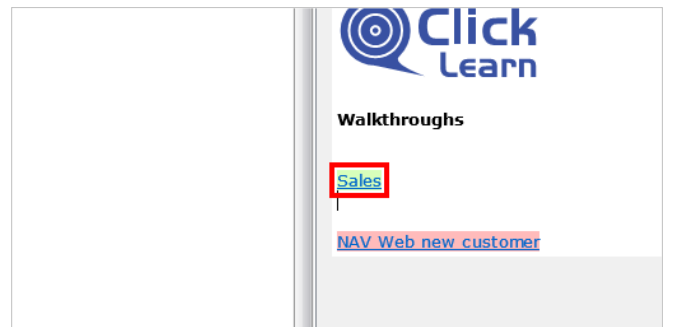 Click
Learn
Walkthroughs
Sales
NAV Web new customer